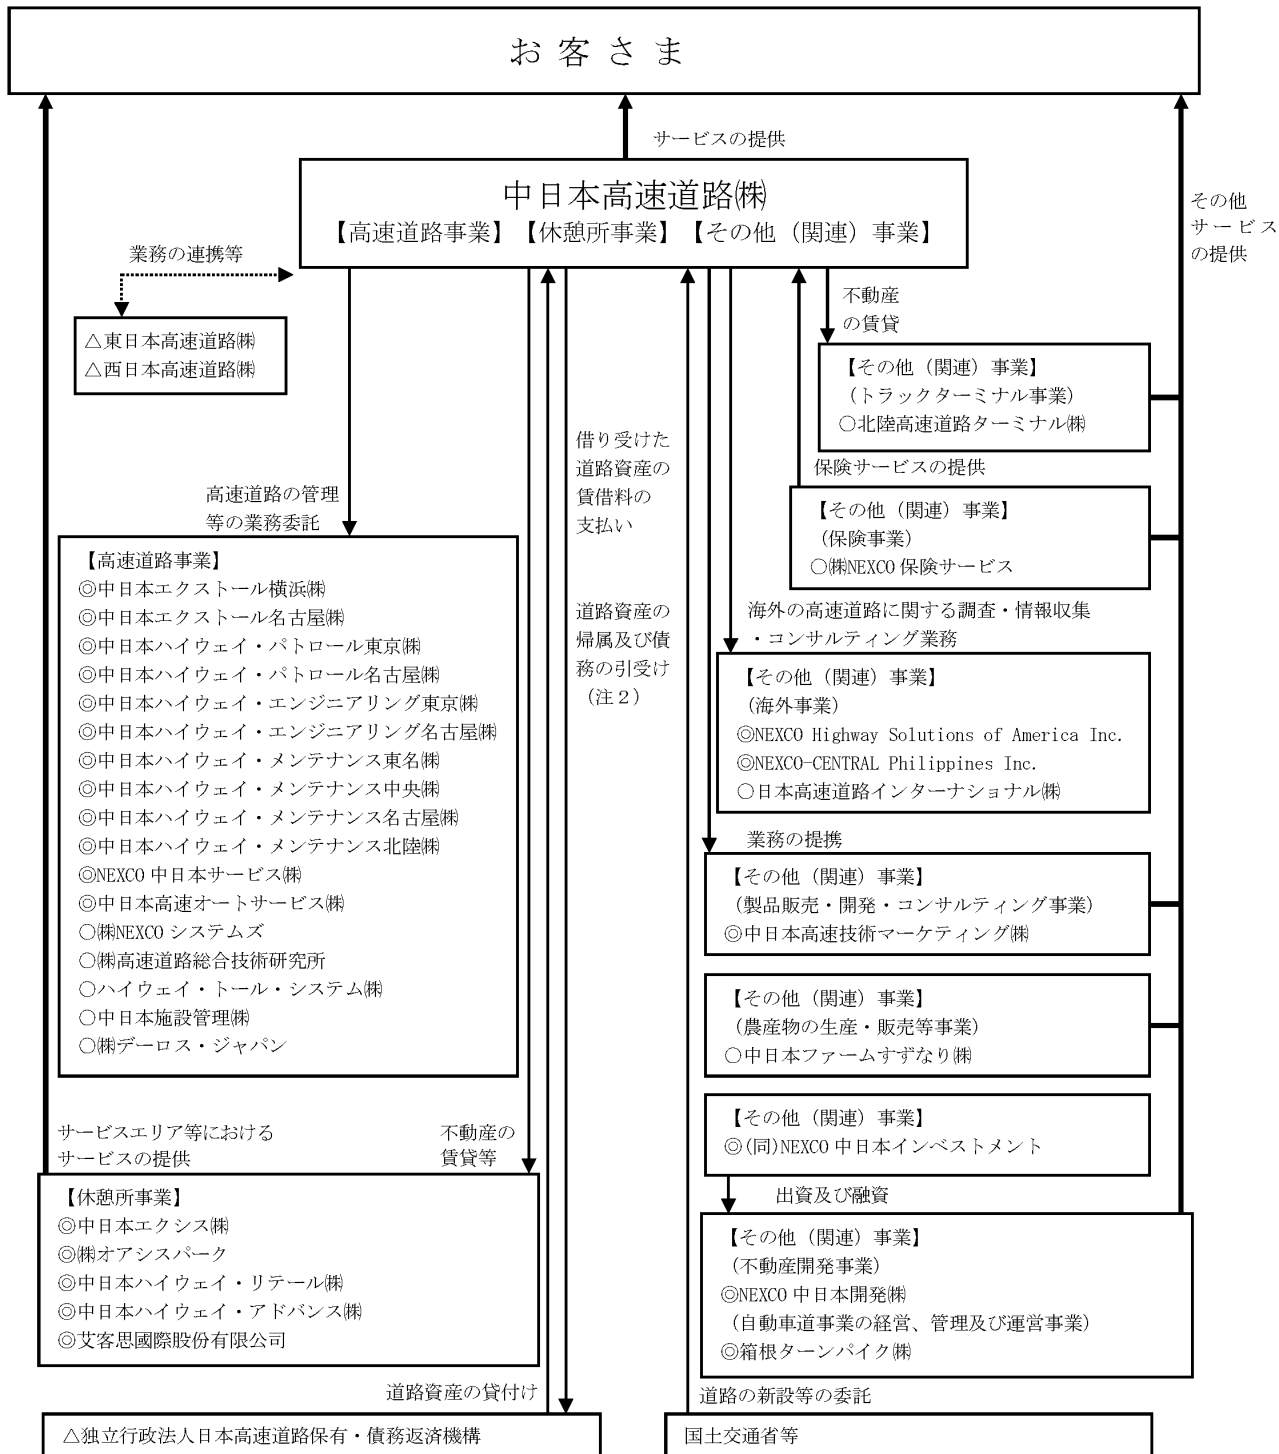 お客さま
サービスの提供
中日本高速道路㈱
【高速道路事業】【休憩所事業】【その他（関連）事業】
その他
サービス
の提供
業務の連携等
△東日本高速道路㈱
△西日本高速道路㈱
不動産
の賃貸
【その他（関連）事業】
（トラックターミナル事業）
○北陸高速道路ターミナル㈱
保険サービスの提供
【その他（関連）事業】
（保険事業）
○㈱NEXCO保険サービス
借り受けた
道路資産の
賃借料の
支払い
道路資産の
帰属及び債
務の引受け
（注２）
高速道路の管理
等の業務委託
【高速道路事業】
◎中日本エクストール横浜㈱
◎中日本エクストール名古屋㈱
◎中日本ハイウェイ・パトロール東京㈱
◎中日本ハイウェイ・パトロール名古屋㈱
◎中日本ハイウェイ・エンジニアリング東京㈱
◎中日本ハイウェイ・エンジニアリング名古屋㈱
◎中日本ハイウェイ・メンテナンス東名㈱
◎中日本ハイウェイ・メンテナンス中央㈱
◎中日本ハイウェイ・メンテナンス名古屋㈱
◎中日本ハイウェイ・メンテナンス北陸㈱
◎NEXCO中日本サービス㈱
◎中日本高速オートサービス㈱
○㈱NEXCOシステムズ
○㈱高速道路総合技術研究所
○ハイウェイ・トール・システム㈱
○中日本施設管理㈱
○㈱デーロス・ジャパン
海外の高速道路に関する調査・情報収集
・コンサルティング業務
【その他（関連）事業】
（海外事業）
◎NEXCO Highway Solutions of America Inc.
◎NEXCO-CENTRAL Philippines Inc.
○日本高速道路インターナショナル㈱
業務の提携
【その他（関連）事業】
（製品販売・開発・コンサルティング事業）
◎中日本高速技術マーケティング㈱
【その他（関連）事業】
（農産物の生産・販売等事業）
○中日本ファームすずなり㈱
【その他（関連）事業】
◎(同)NEXCO中日本インベストメント
出資及び融資
【その他（関連）事業】
（不動産開発事業）
◎NEXCO中日本開発㈱
（自動車道事業の経営、管理及び運営事業）
◎箱根ターンパイク㈱
サービスエリア等における
サービスの提供
不動産の
賃貸等
【休憩所事業】
◎中日本エクシス㈱
◎㈱オアシスパーク
◎中日本ハイウェイ・リテール㈱
◎中日本ハイウェイ・アドバンス㈱
◎艾客思國際股份有限公司
道路資産の貸付け
道路の新設等の委託
△独立行政法人日本高速道路保有・債務返済機構
国土交通省等